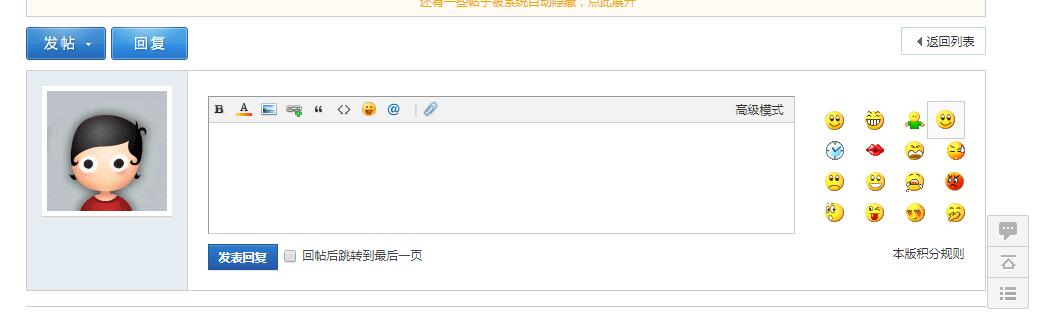 还有一些帖子被系统自动隐藏，点此展开
发帖
回复
返回列表
B A “ <> @ 高级模式
发表回复
回帖后跳转到最后一页
本版积分规则